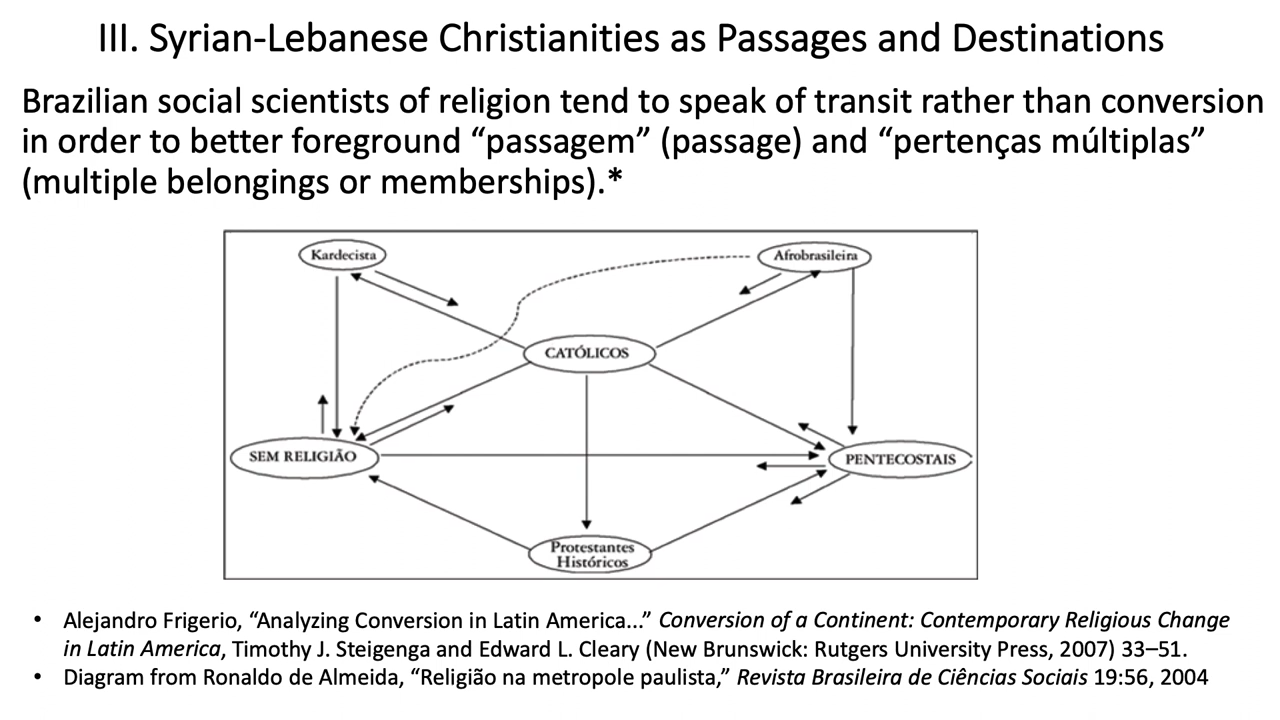 III. Syrian-Lebanese Christianities as Passages and Destinations
Brazilian social scientists of religion tend to speak of transit rather than conversion
in order to better foreground “passagem” (passage) and “pertenças múltiplas”
(multiple belongings or memberships).*
Kardecista
Afrobrasileira
CATÓLICOS
SEM RELIGIÃO
PENTECOSTAIS
Protestantes
Históricos
• Alejandro Frigerio, “Analyzing Conversion in Latin America...” Conversion of a Continent: Contemporary Religious Change
in Latin America, Timothy J. Steigenga and Edward L. Cleary (New Brunswick: Rutgers University Press, 2007) 33–51.
• Diagram from Ronaldo de Almeida, “Religião na metropole paulista,” Revista Brasileira de Ciências Sociais 19:56, 2004